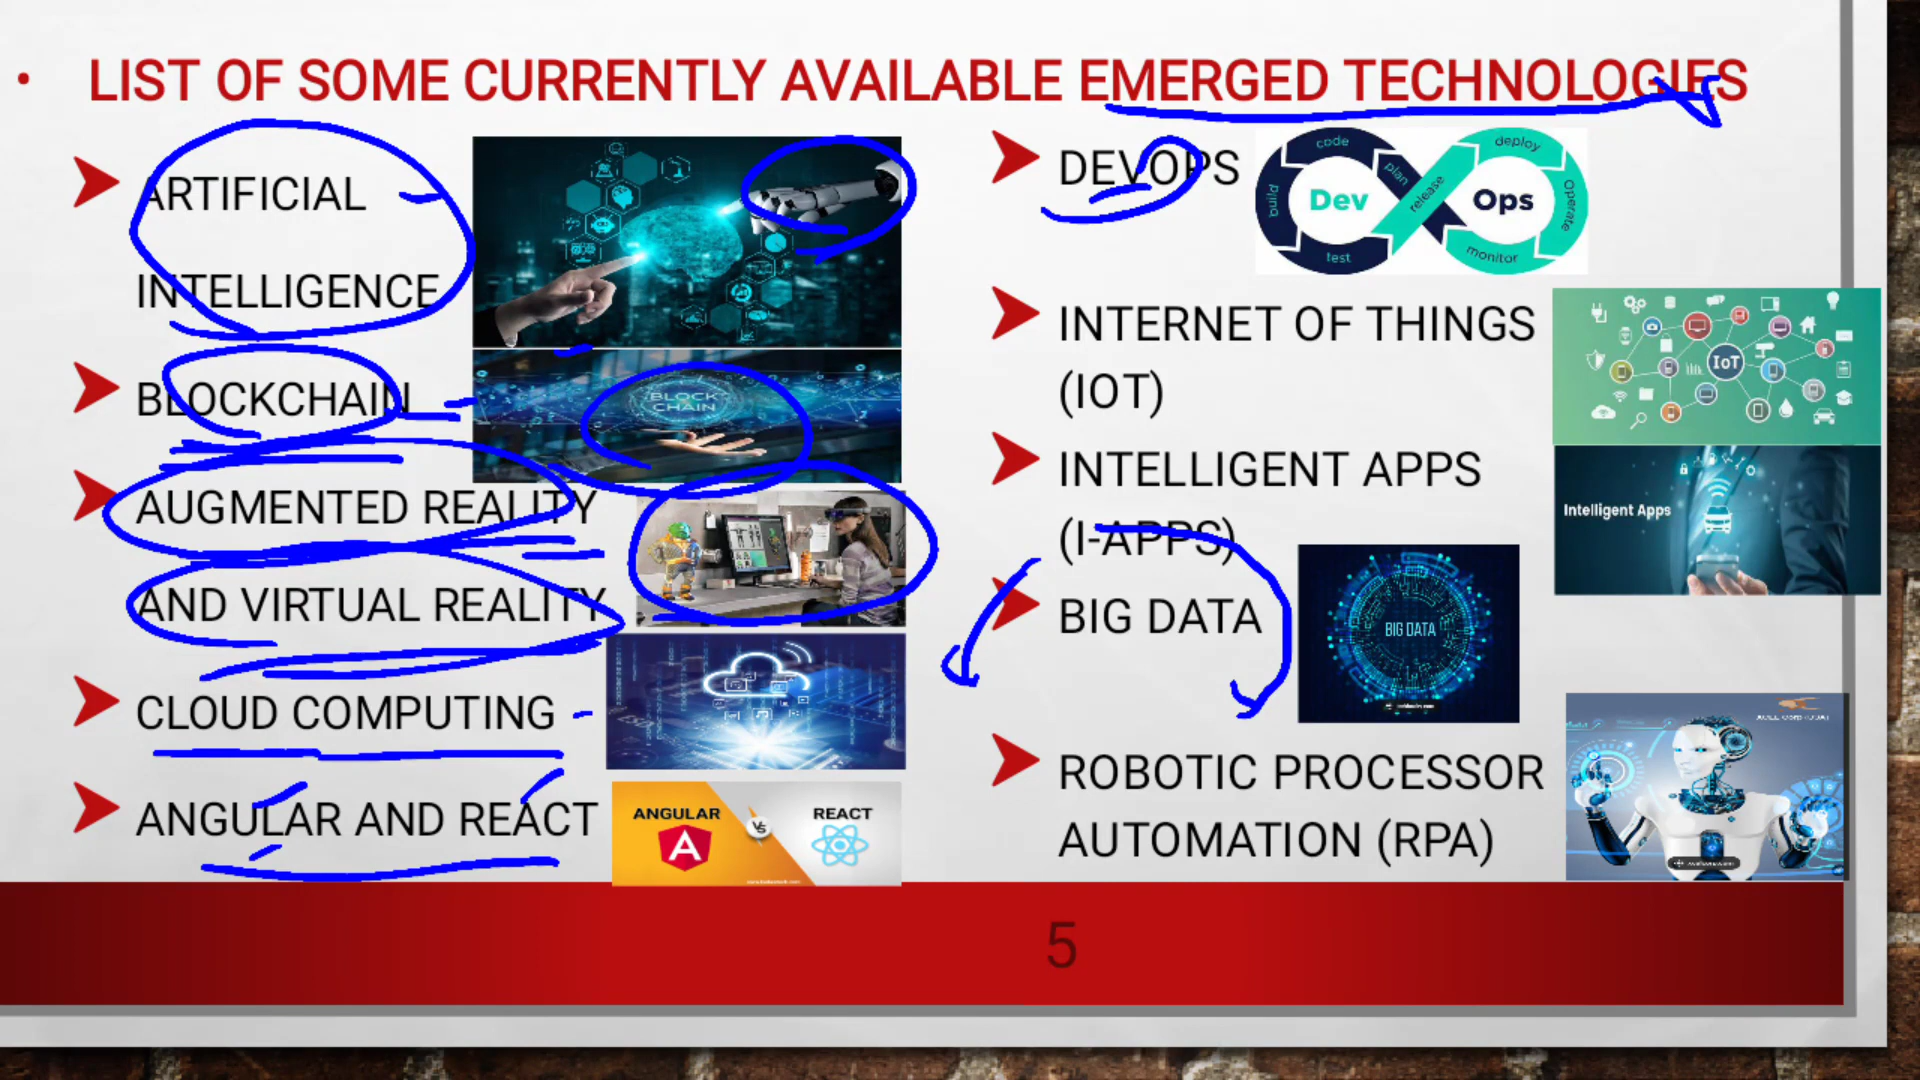 • LIST OF SOME CURRENTLY AVAILABLE EMERGED TECHNOLOGIES
ARTIFICIAL
INTELLIGENCE
BLOCKCHAIN
BLOCK
CHAIN
AUGMENTED REALITY
AND VIRTUAL REALITY
CLOUD COMPUTING
ANGULAR AND REACT
ANGULAR
VS
REACT
DEVOPS
code
plan
build
test
Dev
release
deploy
Operate
monitor
Ops
INTERNET OF THINGS
(IOT)
IoT
INTELLIGENT APPS
(I-APPS)
Intelligent Apps
BIG DATA
BIG DATA
ROBOTIC PROCESSOR
AUTOMATION (RPA)
5